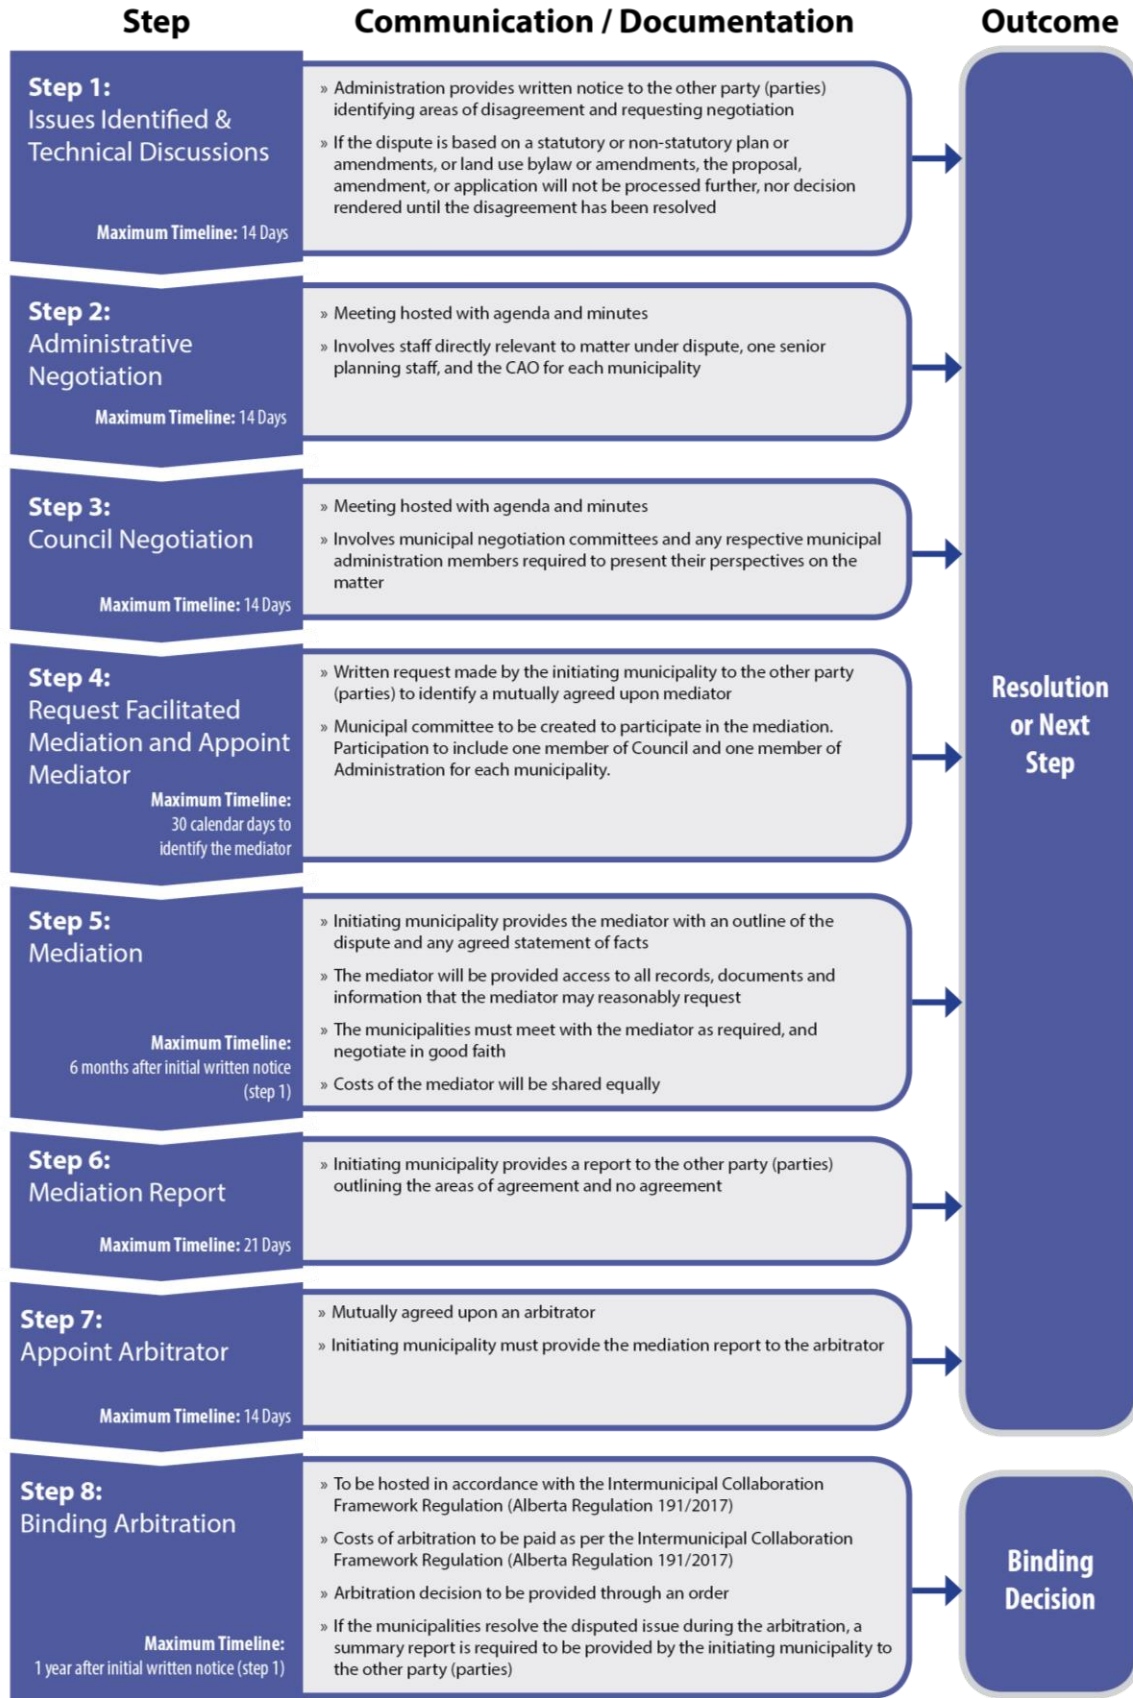 Step
Communication / Documentation
Outcome
Step 1:
Issues Identified &
Technical Discussions
Maximum Timeline: 14 Days
» Administration provides written notice to the other party (parties)
identifying areas of disagreement and requesting negotiation
» If the dispute is based on a statutory or non-statutory plan or
amendments, or land use bylaw or amendments, the proposal,
amendment, or application will not be processed further, nor decision
rendered until the disagreement has been resolved
Step 2:
Administrative
Negotiation
Maximum Timeline: 14 Days
» Meeting hosted with agenda and minutes
» Involves staff directly relevant to matter under dispute, one senior
planning staff, and the CAO for each municipality
Step 3:
Council Negotiation
Maximum Timeline: 14 Days
» Meeting hosted with agenda and minutes
» Involves municipal negotiation committees and any respective municipal
administration members required to present their perspectives on the
matter
Step 4:
Request Facilitated
Mediation and Appoint
Mediator
Maximum Timeline:
30 calendar days to
identify the mediator
» Written request made by the initiating municipality to the other party
(parties) to identify a mutually agreed upon mediator
» Municipal committee to be created to participate in the mediation.
Participation to include one member of Council and one member of
Administration for each municipality.
Step 5:
Mediation
Maximum Timeline:
6 months after initial written notice
(step 1)
» Initiating municipality provides the mediator with an outline of the
dispute and any agreed statement of facts
» The mediator will be provided access to all records, documents and
information that the mediator may reasonably request
» The municipalities must meet with the mediator as required, and
negotiate in good faith
» Costs of the mediator will be shared equally
Step 6:
Mediation Report
Maximum Timeline: 21 Days
» Initiating municipality provides a report to the other party (parties)
outlining the areas of agreement and no agreement
Step 7:
Appoint Arbitrator
Maximum Timeline: 14 Days
» Mutually agreed upon an arbitrator
» Initiating municipality must provide the mediation report to the arbitrator
Resolution
or Next
Step
Step 8:
Binding Arbitration
Maximum Timeline:
1 year after initial written notice (step 1)
» To be hosted in accordance with the Intermunicipal Collaboration
Framework Regulation (Alberta Regulation 191/2017)
» Costs of arbitration to be paid as per the Intermunicipal Collaboration
Framework Regulation (Alberta Regulation 191/2017)
» Arbitration decision to be provided through an order
» If the municipalities resolve the disputed issue during the arbitration, a
summary report is required to be provided by the initiating municipality to
the other party (parties)
Binding
Decision